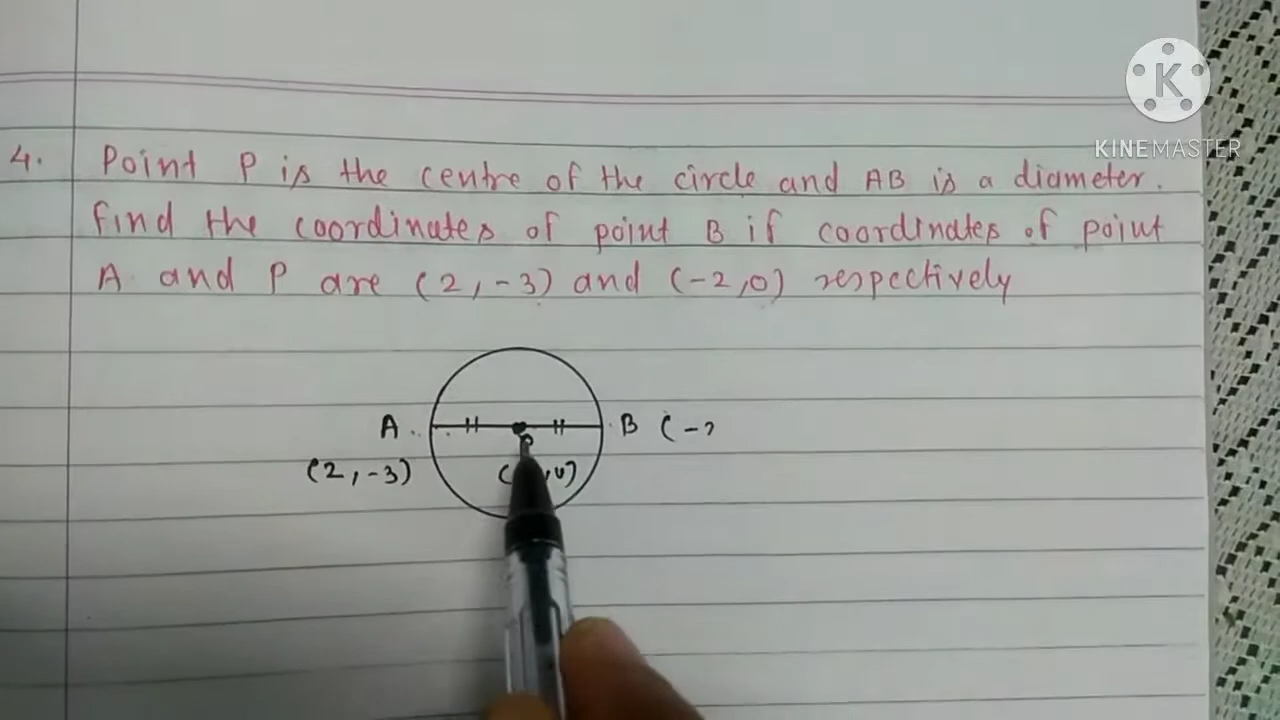 K
KINEMASTER
4. Point P is the centre of the circle and AB is a diameter.
Find the coordinates of point B if coordinates of point
A and P are (2, -3) and (-2,0) respectively
A B (-
(2, -3) ( ,0)